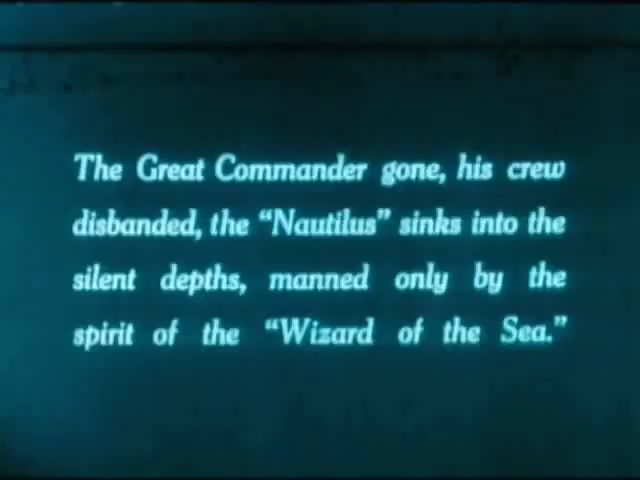 The Great Commander gone, his crew
disbanded, the “Nautilus” sinks into the
silent depths, manned only by the
spirit of the “Wizard of the Sea.”